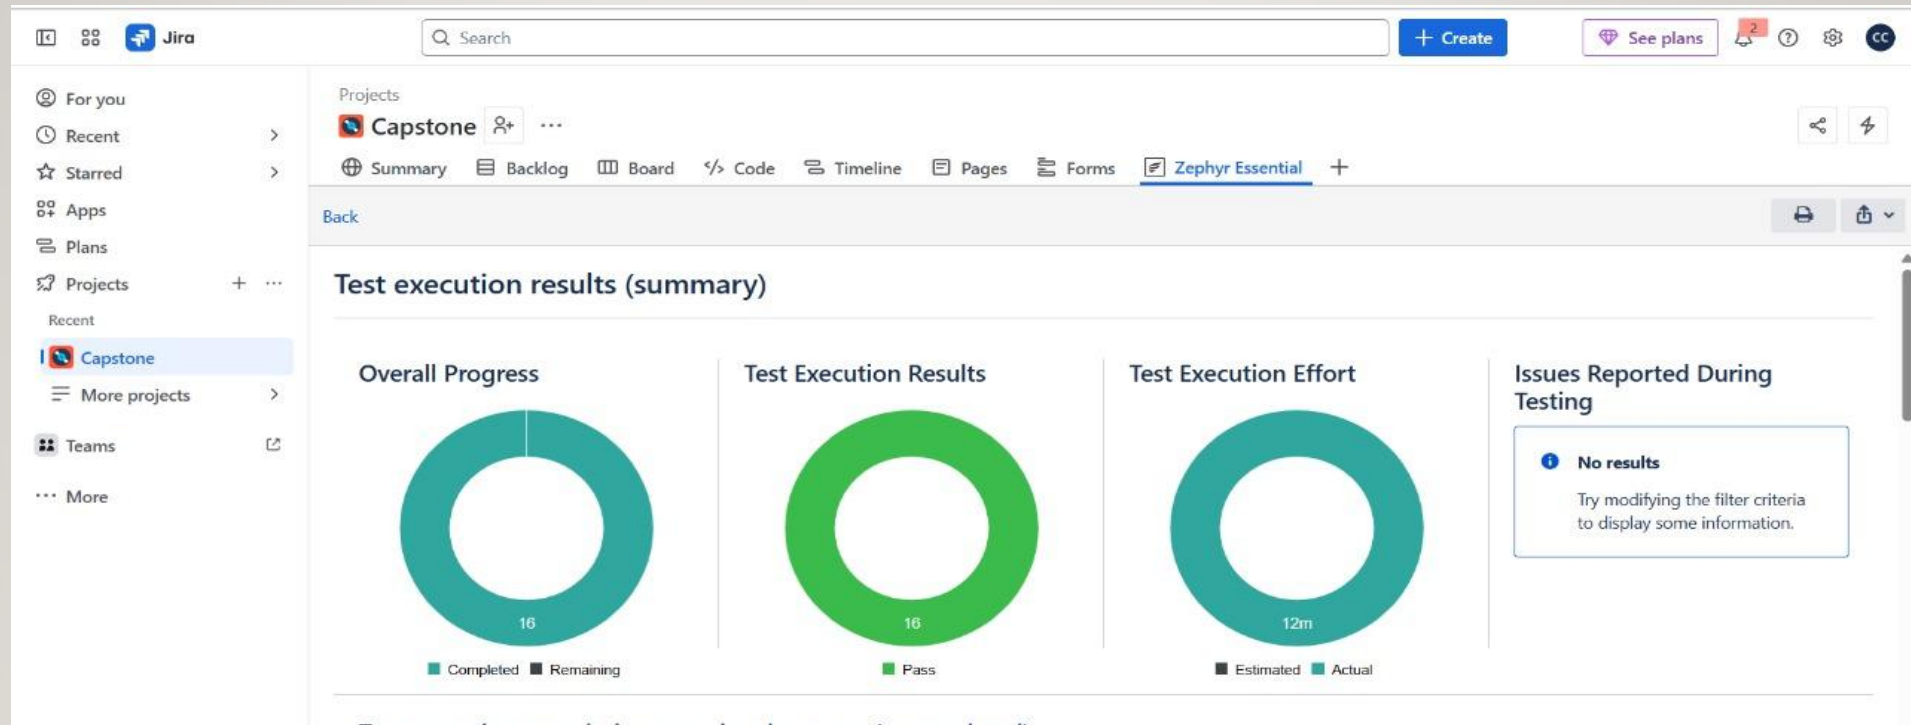 Jira
Search
+ Create
See plans
2
CC
For you
Recent
Starred
Apps
Plans
Projects
Recent
Capstone
More projects
Teams
More
Projects
Capstone
Summary
Backlog
Board
Code
Timeline
Pages
Forms
Zephyr Essential
Back
Test execution results (summary)
Overall Progress
16
Completed Remaining
Test Execution Results
16
Pass
Test Execution Effort
12m
Estimated Actual
Issues Reported During
Testing
No results
Try modifying the filter criteria
to display some information.